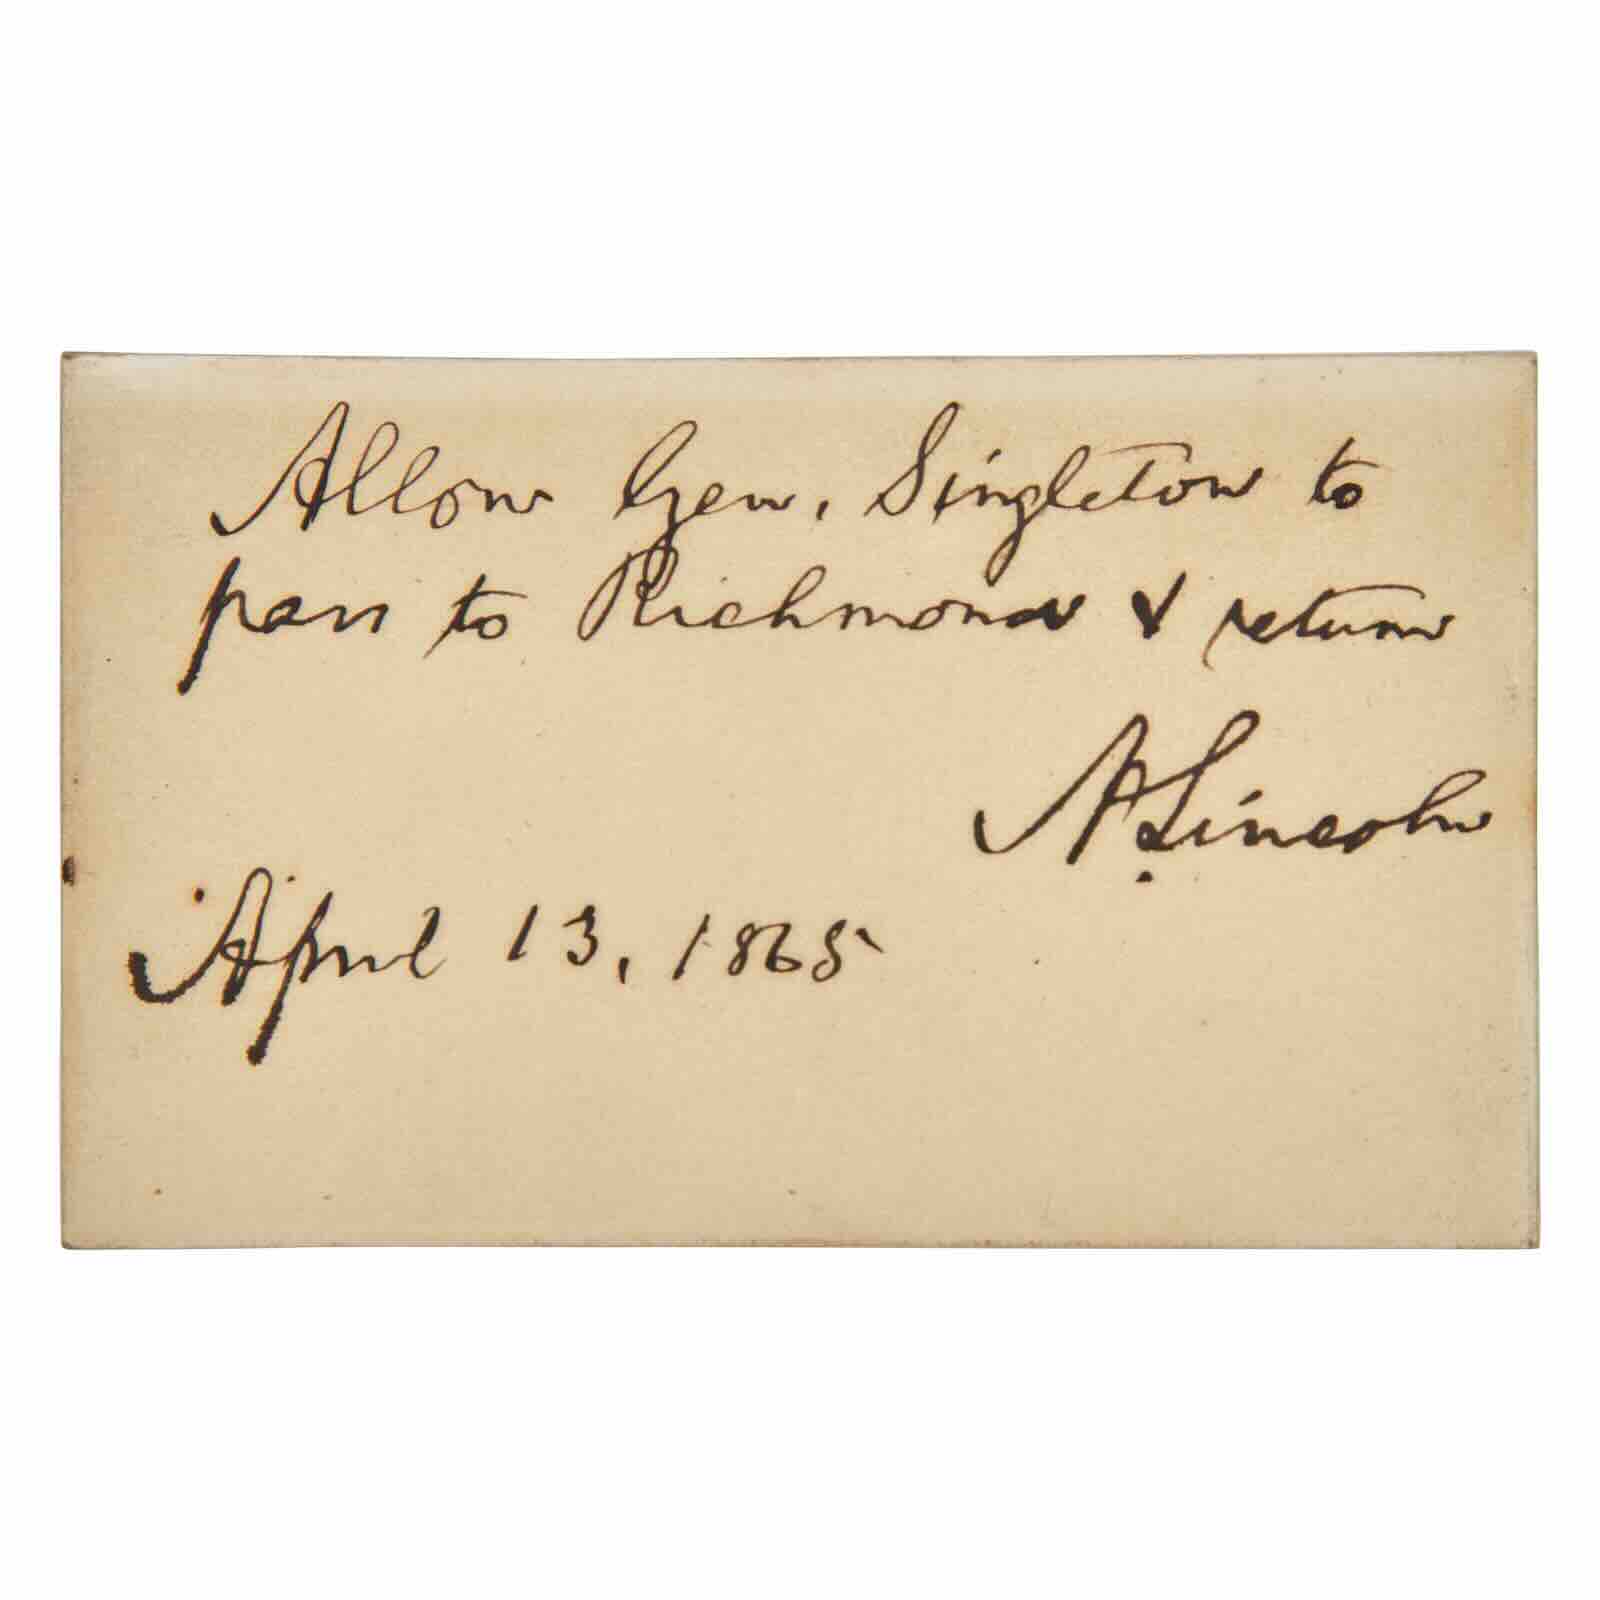 Allow Gen, Singleton to
pass to Richmond & return
A. Lincoln
April 13, 1865